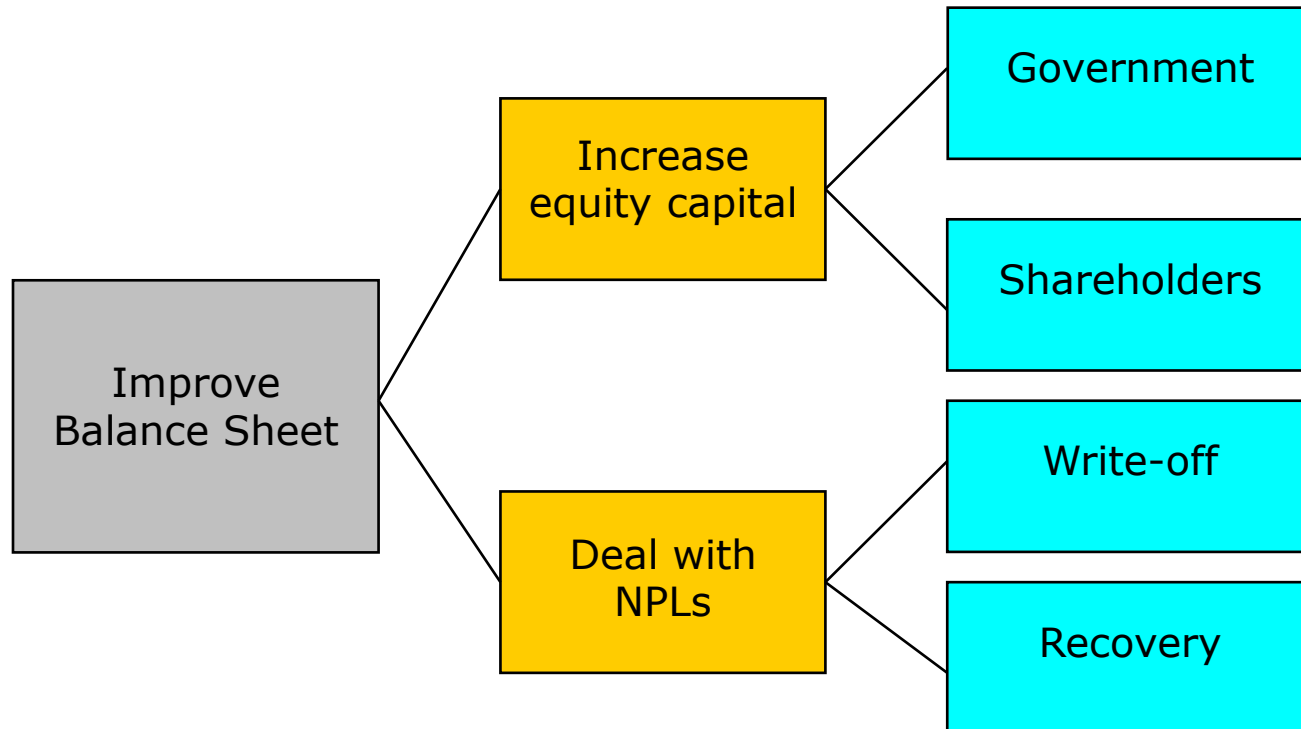 Improve
Balance Sheet
Increase
equity capital
Deal with
NPLs
Government
Shareholders
Write-off
Recovery